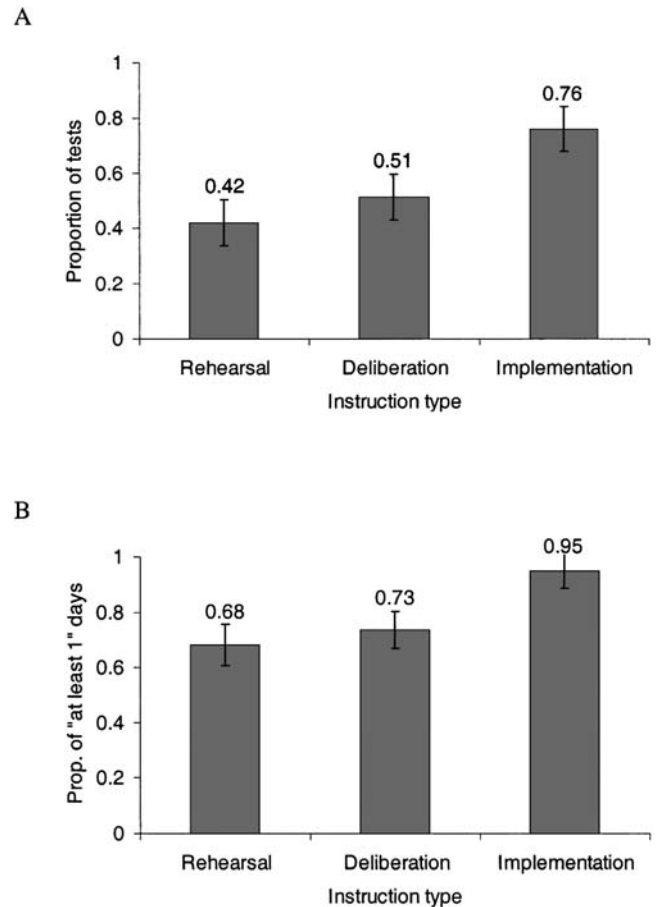 A
1
0.8
0.6
0.4
0.2
0
Proportion of tests
0.42
0.51
0.76
Rehearsal Deliberation Implementation
Instruction type
B
1
0.8
0.6
0.4
0.2
0
Prop. of "at least 1" days
0.68
0.73
0.95
Rehearsal Deliberation Implementation
Instruction type